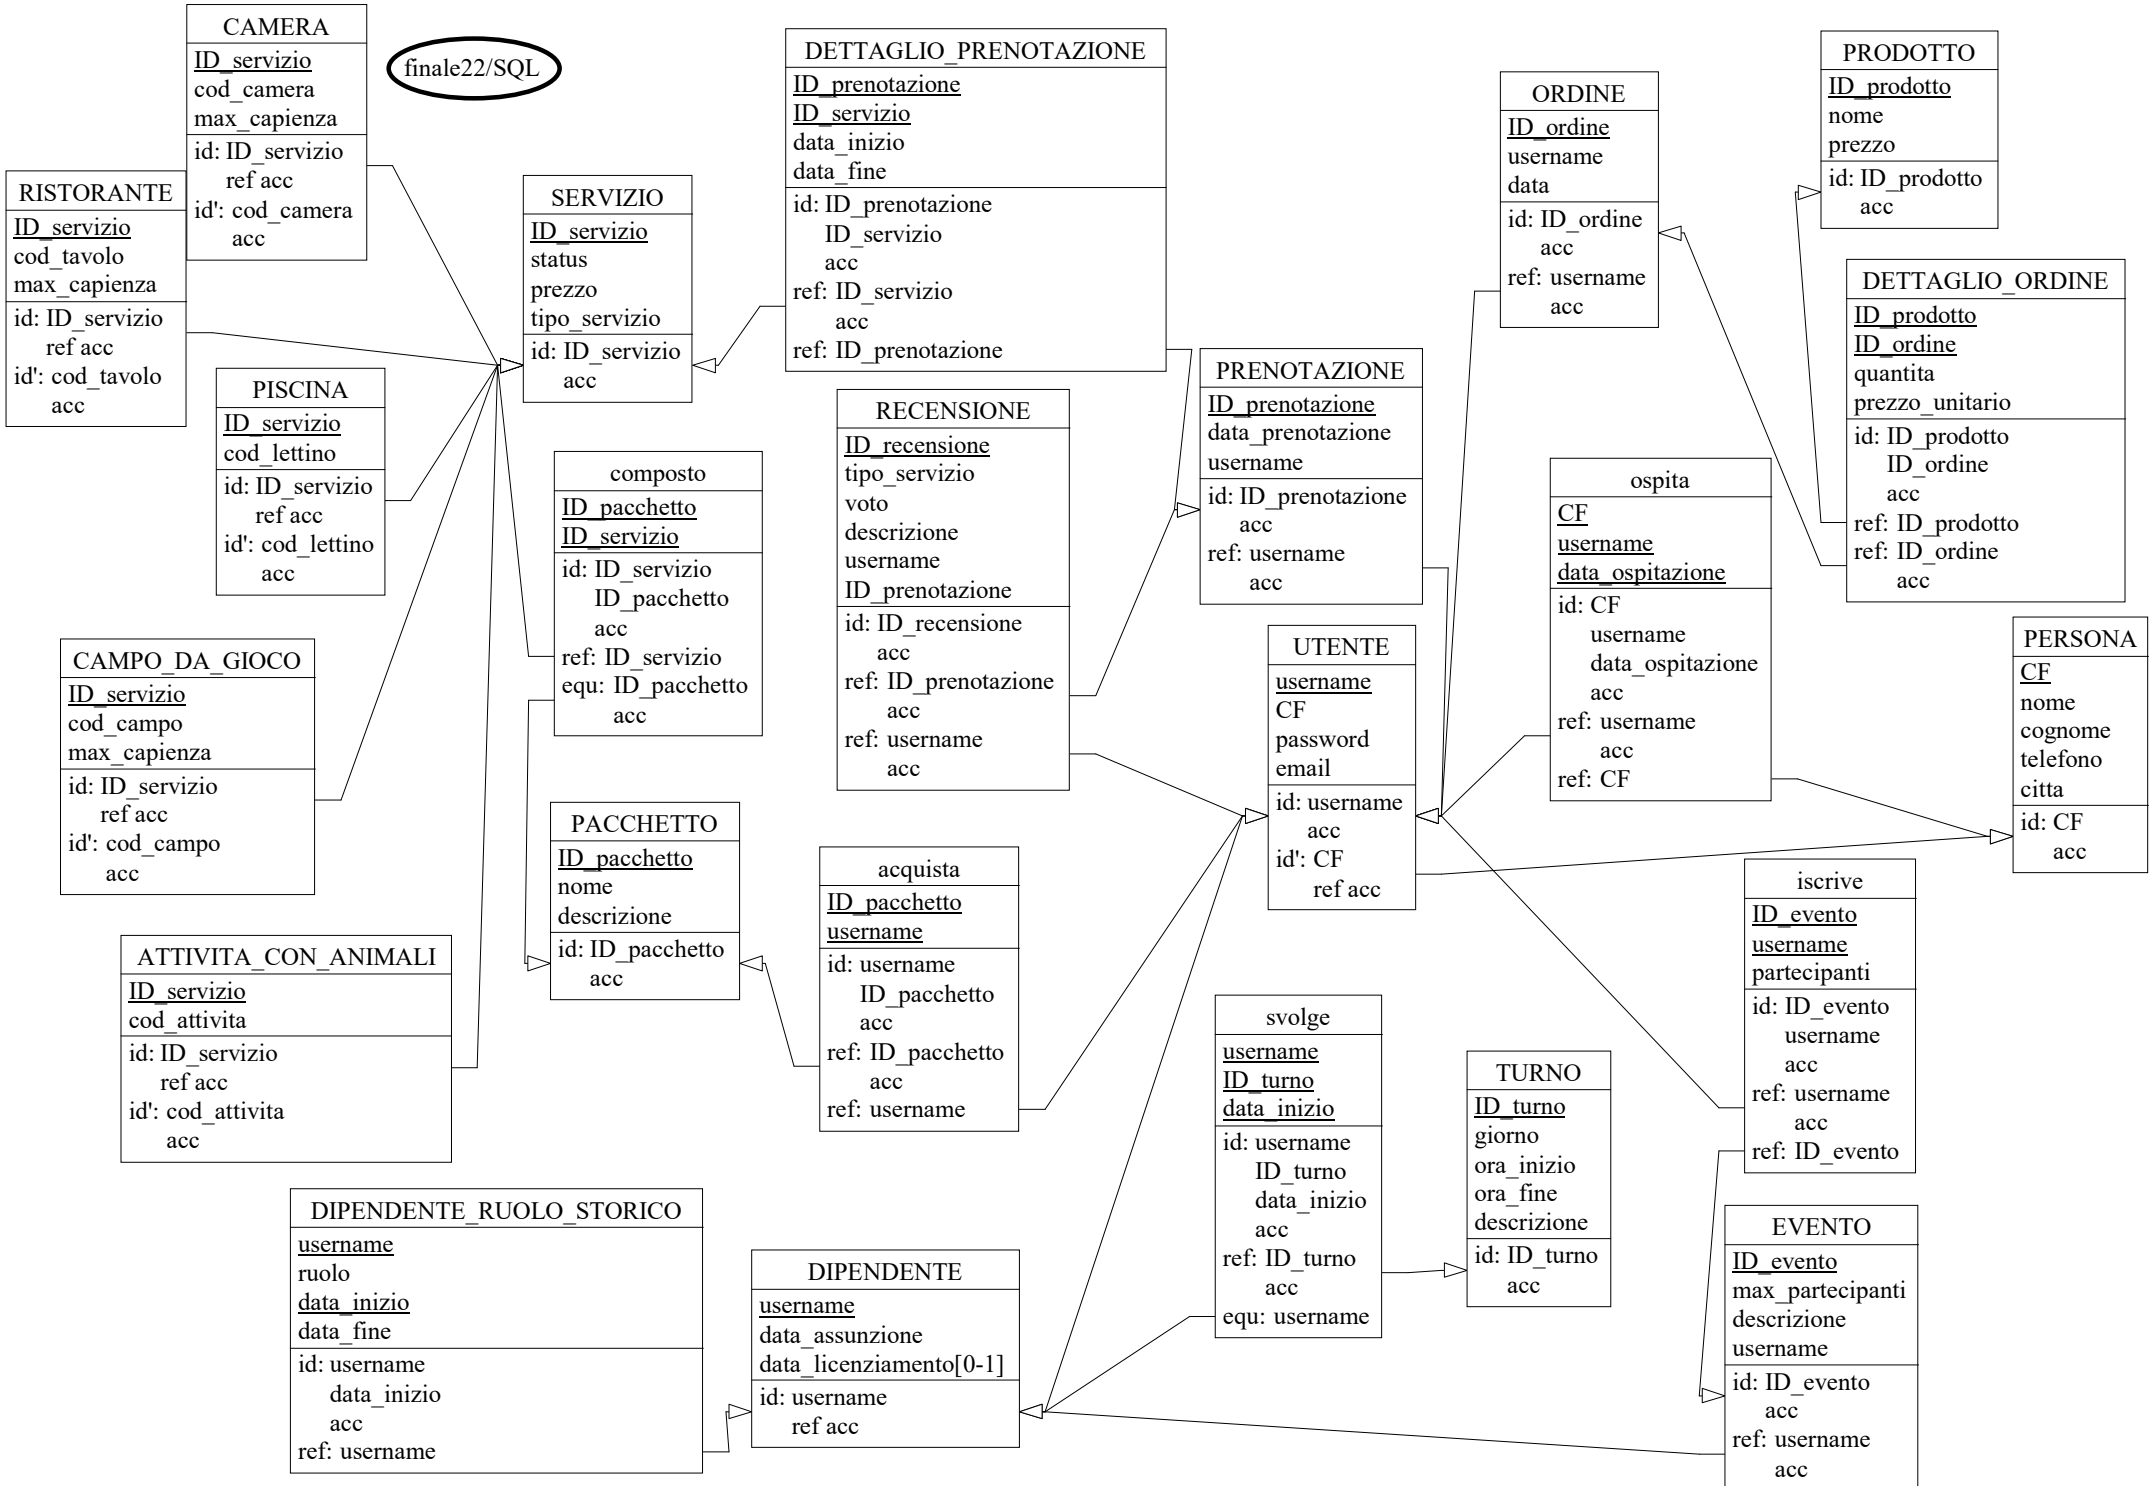 CAMERA
ID_servizio
cod_camera
max_capienza
id: ID_servizio
ref acc
id': cod_camera
acc
finale22/SQL
RISTORANTE
ID_servizio
cod_tavolo
max_capienza
id: ID_servizio
ref acc
id': cod_tavolo
acc
PISCINA
ID_servizio
cod_lettino
id: ID_servizio
ref acc
id': cod_lettino
acc
CAMPO_DA_GIOCO
ID_servizio
cod_campo
max_capienza
id: ID_servizio
ref acc
id': cod_campo
acc
ATTIVITA_CON_ANIMALI
ID_servizio
cod_attivita
id: ID_servizio
ref acc
id': cod_attivita
acc
SERVIZIO
ID_servizio
status
prezzo
tipo_servizio
id: ID_servizio
acc
composto
ID_pacchetto
ID_servizio
id: ID_servizio
ID_pacchetto
acc
ref: ID_servizio
equ: ID_pacchetto
acc
PACCHETTO
ID_pacchetto
nome
descrizione
id: ID_pacchetto
acc
DETTAGLIO_PRENOTAZIONE
ID_prenotazione
ID_servizio
data_inizio
data_fine
id: ID_prenotazione
ID_servizio
acc
ref: ID_servizio
acc
ref: ID_prenotazione
RECENSIONE
ID_recensione
tipo_servizio
voto
descrizione
username
ID_prenotazione
id: ID_recensione
acc
ref: ID_prenotazione
acc
ref: username
acc
acquista
ID_pacchetto
username
id: username
ID_pacchetto
acc
ref: ID_pacchetto
acc
ref: username
PRENOTAZIONE
ID_prenotazione
data_prenotazione
username
id: ID_prenotazione
acc
ref: username
acc
UTENTE
username
CF
password
email
id: username
acc
id': CF
ref acc
ORDINE
ID_ordine
username
data
id: ID_ordine
acc
ref: username
acc
PRODOTTO
ID_prodotto
nome
prezzo
id: ID_prodotto
acc
DETTAGLIO_ORDINE
ID_prodotto
ID_ordine
quantita
prezzo_unitario
id: ID_prodotto
ID_ordine
acc
ref: ID_prodotto
ref: ID_ordine
acc
ospita
CF
username
data_ospitazione
id: CF
username
data_ospitazione
acc
ref: username
acc
ref: CF
PERSONA
CF
nome
cognome
telefono
citta
id: CF
acc
iscrive
ID_evento
username
partecipanti
id: ID_evento
username
acc
ref: username
acc
ref: ID_evento
svolge
username
ID_turno
data_inizio
id: username
ID_turno
data_inizio
acc
ref: ID_turno
acc
equ: username
TURNO
ID_turno
giorno
ora_inizio
ora_fine
descrizione
id: ID_turno
acc
DIPENDENTE_RUOLO_STORICO
username
ruolo
data_inizio
data_fine
id: username
data_inizio
acc
ref: username
DIPENDENTE
username
data_assunzione
data_licenziamento[0-1]
id: username
ref acc
EVENTO
ID_evento
max_partecipanti
descrizione
username
id: ID_evento
acc
ref: username
acc